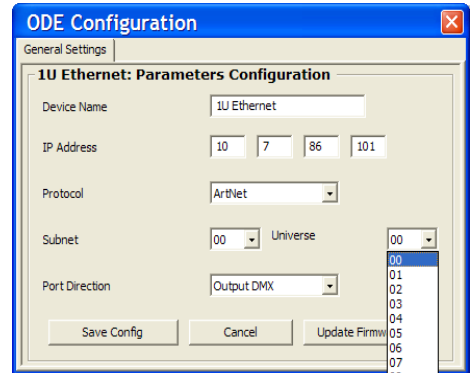 ODE Configuration
General Settings
1U Ethernet: Parameters Configuration
Device Name 1U Ethernet
IP Address 10 7 86 101
Protocol ArtNet
Subnet 00 Universe 00
00
01
02
Port Direction Output DMX
03
04
Save Config Cancel Update Firmw
05
06
07